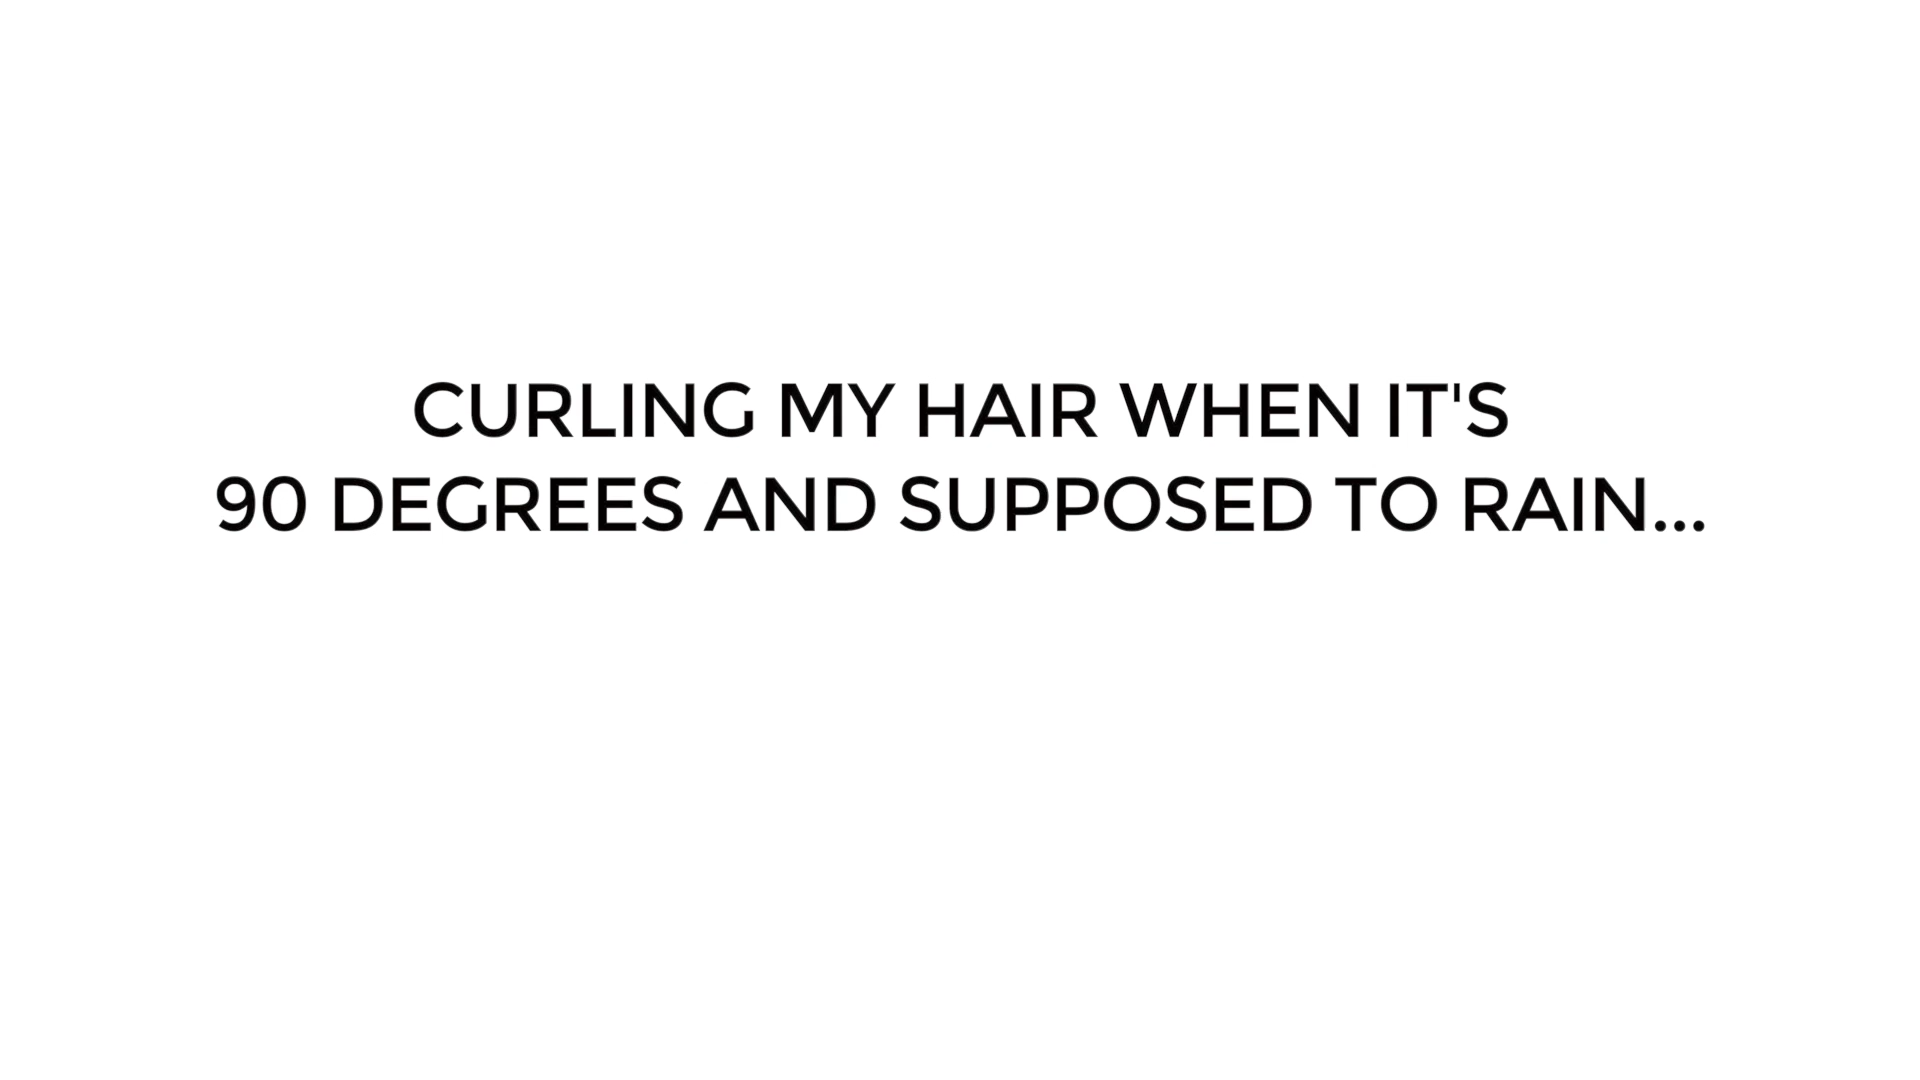 CURLING MY HAIR WHEN IT'S
90 DEGREES AND SUPPOSED TO RAIN...